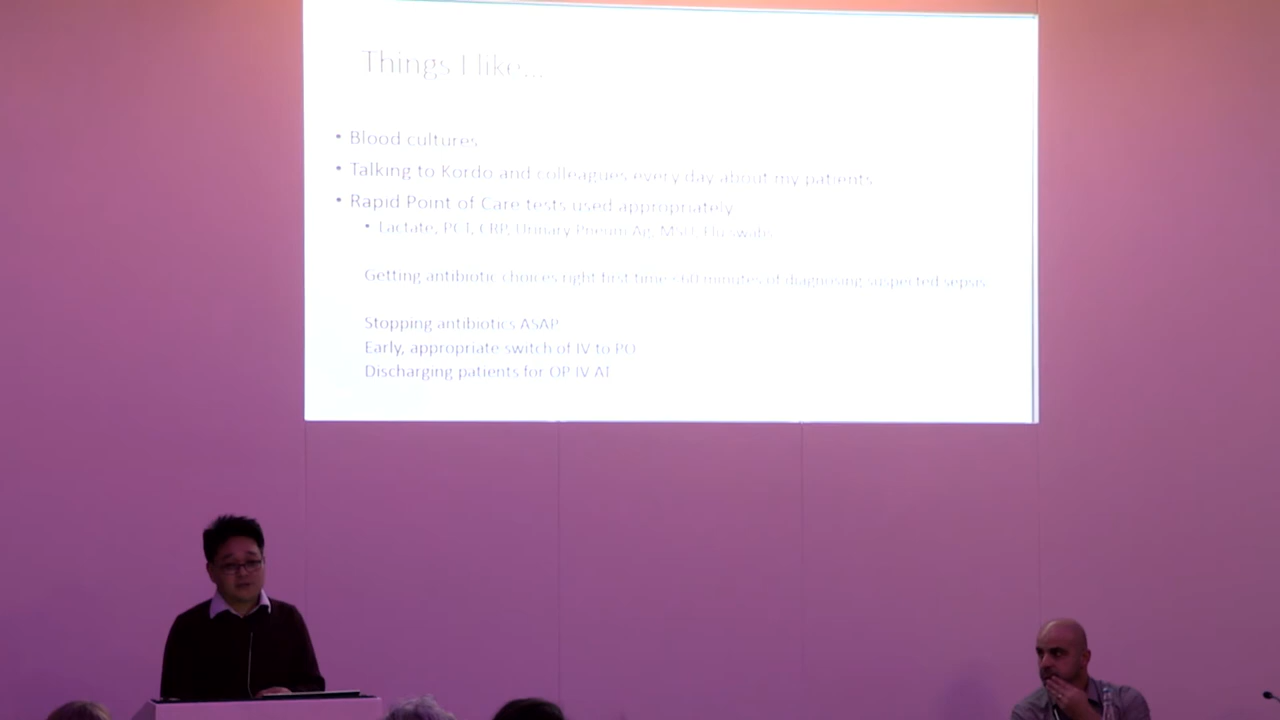 Things I like...
• Blood cultures
• Talking to Kordo and colleagues every day about my patients
• Rapid Point of Care tests used appropriately
• Lactate, PCT, CRP, Urinary Pneum Ag, MSU, Flu swabs
Getting antibiotic choices right first time <60 minutes of diagnosing suspected sepsis
Stopping antibiotics ASAP
Early, appropriate switch of IV to PO
Discharging patients for OP IV AT